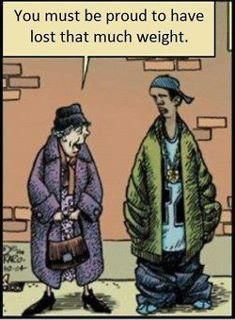 You must be proud to have
lost that much weight.